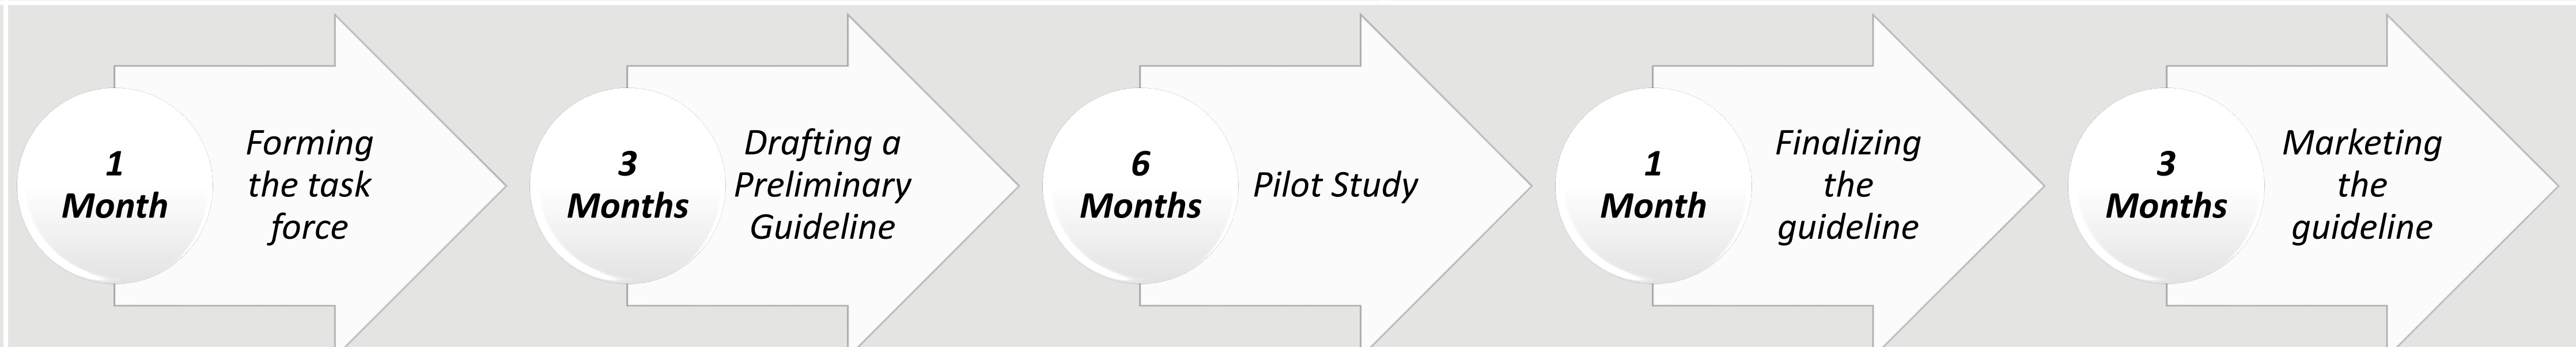 1
Month
Forming
the task
force
3
Months
Drafting a
Preliminary
Guideline
6
Months
Pilot Study
1
Month
Finalizing
the
guideline
3
Months
Marketing
the
guideline